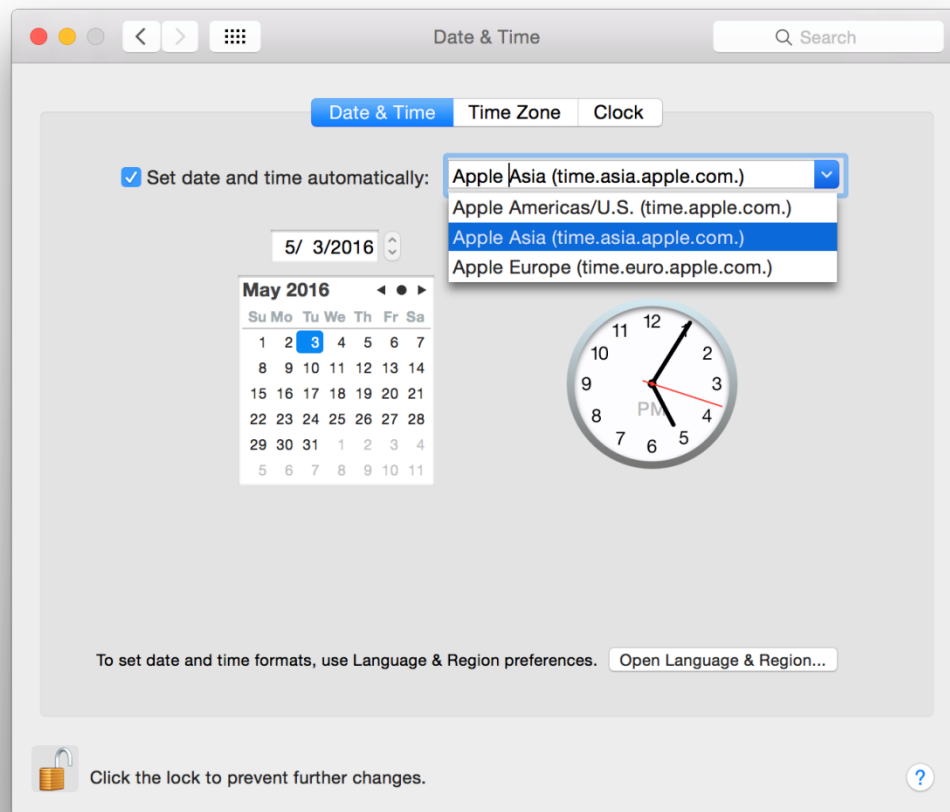 Date & Time
Search
Date & Time Time Zone Clock
Set date and time automatically: Apple Asia (time.asia.apple.com.)
Apple Americas/U.S. (time.apple.com.)
Apple Asia (time.asia.apple.com.)
Apple Europe (time.euro.apple.com.)
5/ 3/2016
May 2016
Su Mo Tu We Th Fr Sa
1 2 3 4 5 6 7
8 9 10 11 12 13 14
15 16 17 18 19 20 21
22 23 24 25 26 27 28
29 30 31 1 2 3 4
5 6 7 8 9 10 11
12 1 2 3 4 5 6 7 8 9 10 11
PM
To set date and time formats, use Language & Region preferences. Open Language & Region...
Click the lock to prevent further changes.
?